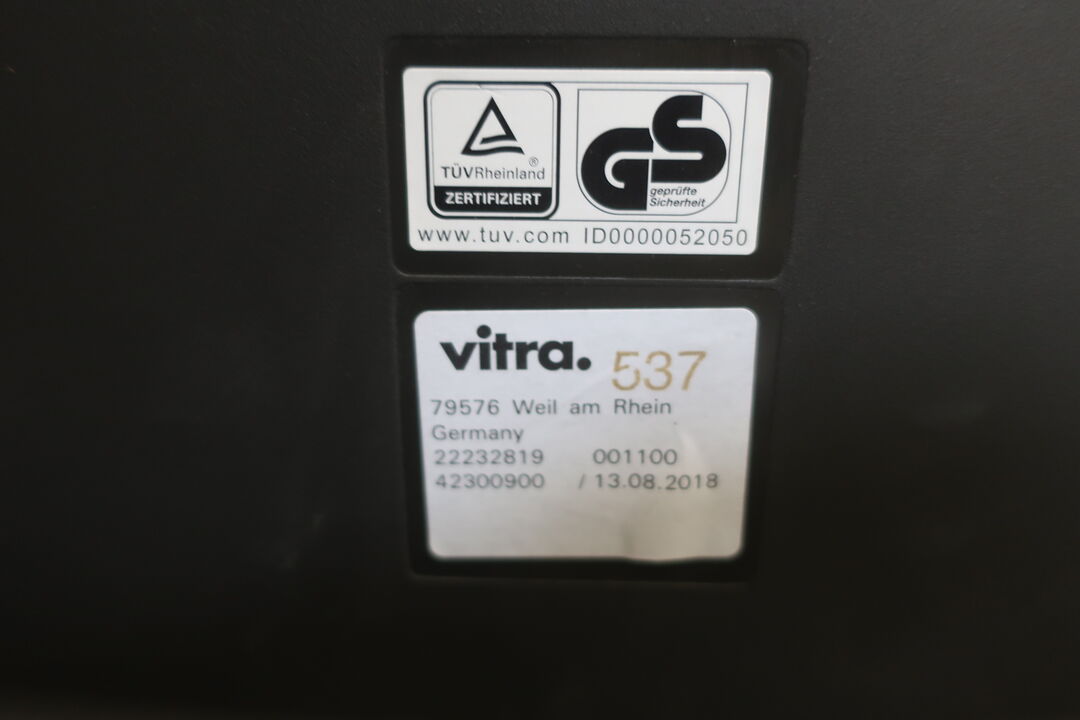 TÜVRheinland®
ZERTIFIZIERT
GS
geprüfte
Sicherheit
www.tuv.com ID0000052050
vitra. 537
79576 Weil am Rhein
Germany
22232819 001100
42300900 / 13.08.2018